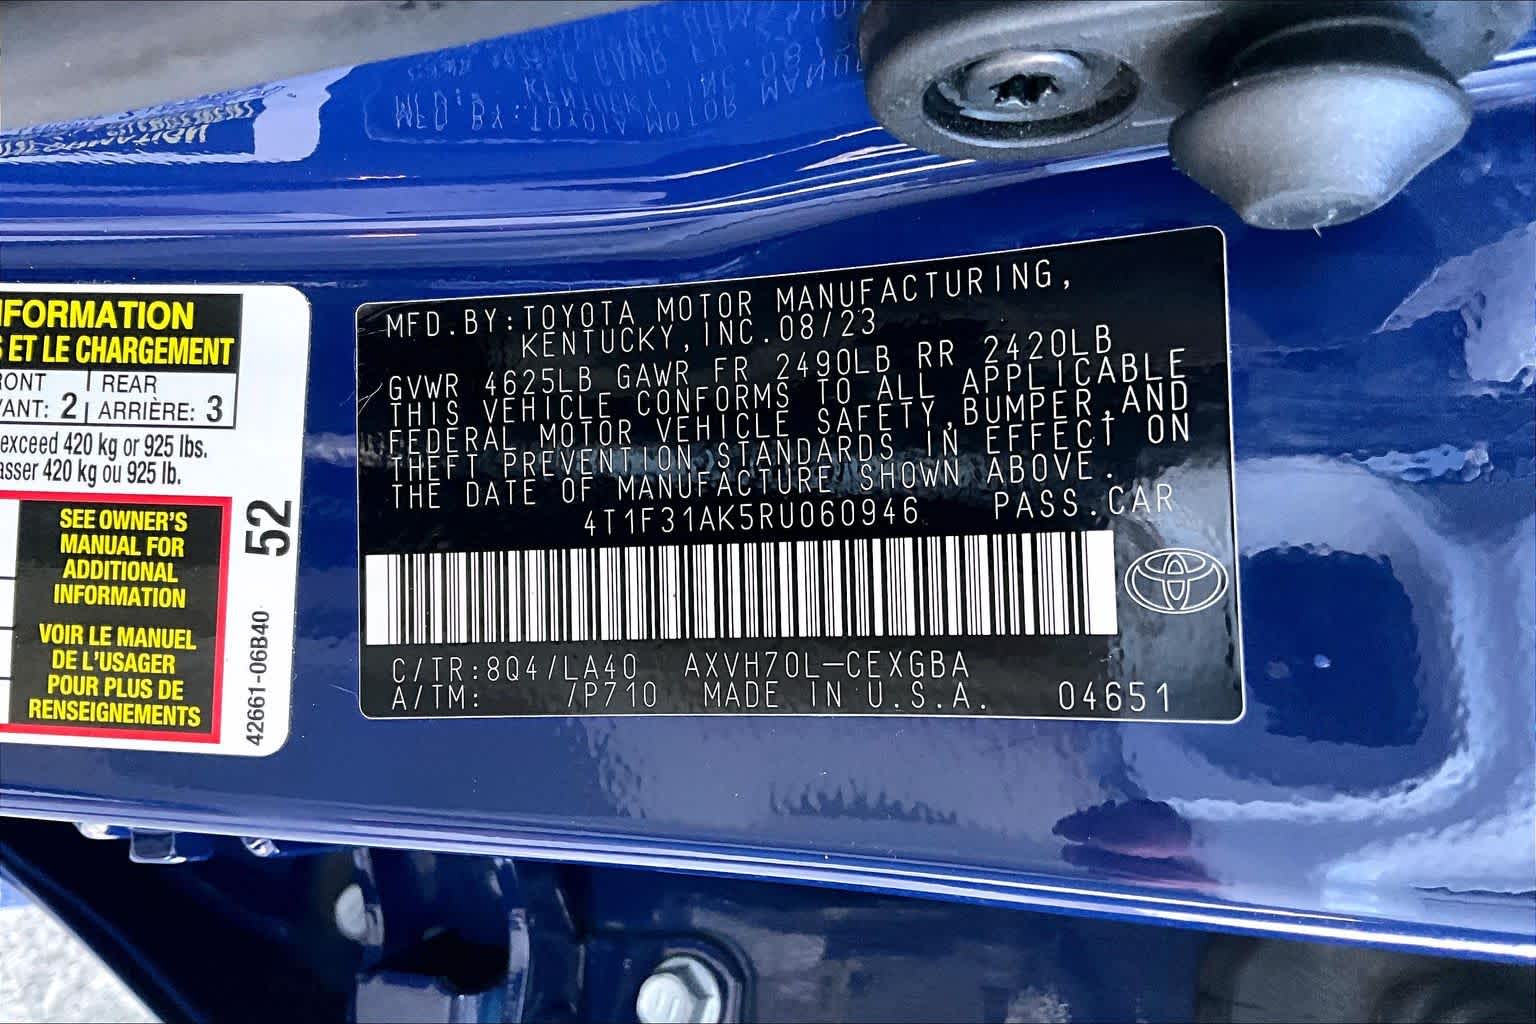 INFORMATION
ET LE CHARGEMENT
REAR
2 ARRIÈRE: 3
exceed 420 kg or 925 lbs.
420 kg ou 925 lb.
SEE OWNER'S
MANUAL FOR
ADDITIONAL
INFORMATION
VOIR LE MANUEL
DE L'USAGER
POUR PLUS DE
RENSEIGNEMENTS
52
42661-06B40
MFD.BY:TOYOTA MOTOR MANUFACTURING,
KENTUCKY,INC.08/23
GVWR 4625LB GAWR FR 2490LB RR 2420LB
THIS VEHICLE CONFORMS TO ALL APPLICABLE
FEDERAL MOTOR VEHICLE SAFETY,BUMPER,AND
THEFT PREVENTION STANDARDS IN EFFECT ON
THE DATE OF MANUFACTURE SHOWN ABOVE.
4T1F31AK5RU060946 PASS.CAR
C/TR:8Q4/LA40 AXVH70L-CEXGBA
A/TM: /P710 MADE IN U.S.A. 04651